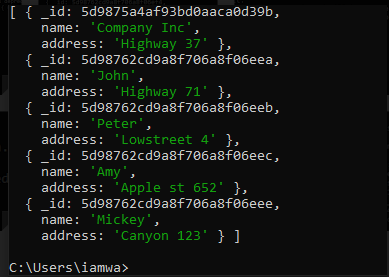 [ { _id: 5d9875a4af93bd0aaca0d39b,
name: 'Company Inc',
address: 'Highway 37' },
{ _id: 5d98762cd9a8f706a8f06eea,
name: 'John',
address: 'Highway 71' },
{ _id: 5d98762cd9a8f706a8f06eeb,
name: 'Peter',
address: 'Lowstreet 4' },
{ _id: 5d98762cd9a8f706a8f06eec,
name: 'Amy',
address: 'Apple st 652' },
{ _id: 5d98762cd9a8f706a8f06eee,
name: 'Mickey',
address: 'Canyon 123' } ]
C:\Users\iamwa>